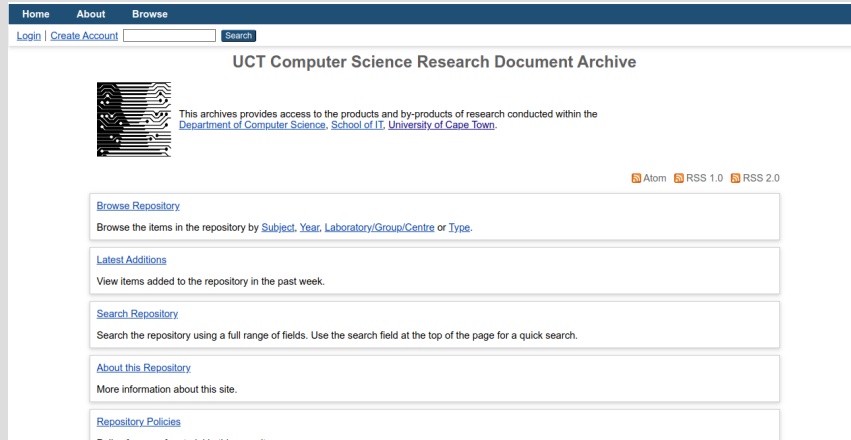 Home About Browse
Login | Create Account Search
UCT Computer Science Research Document Archive
This archives provides access to the products and by-products of research conducted within the
Department of Computer Science, School of IT, University of Cape Town.
Atom RSS 1.0 RSS 2.0
Browse Repository
Browse the items in the repository by Subject, Year, Laboratory/Group/Centre or Type.
Latest Additions
View items added to the repository in the past week.
Search Repository
Search the repository using a full range of fields. Use the search field at the top of the page for a quick search.
About this Repository
More information about this site.
Repository Policies